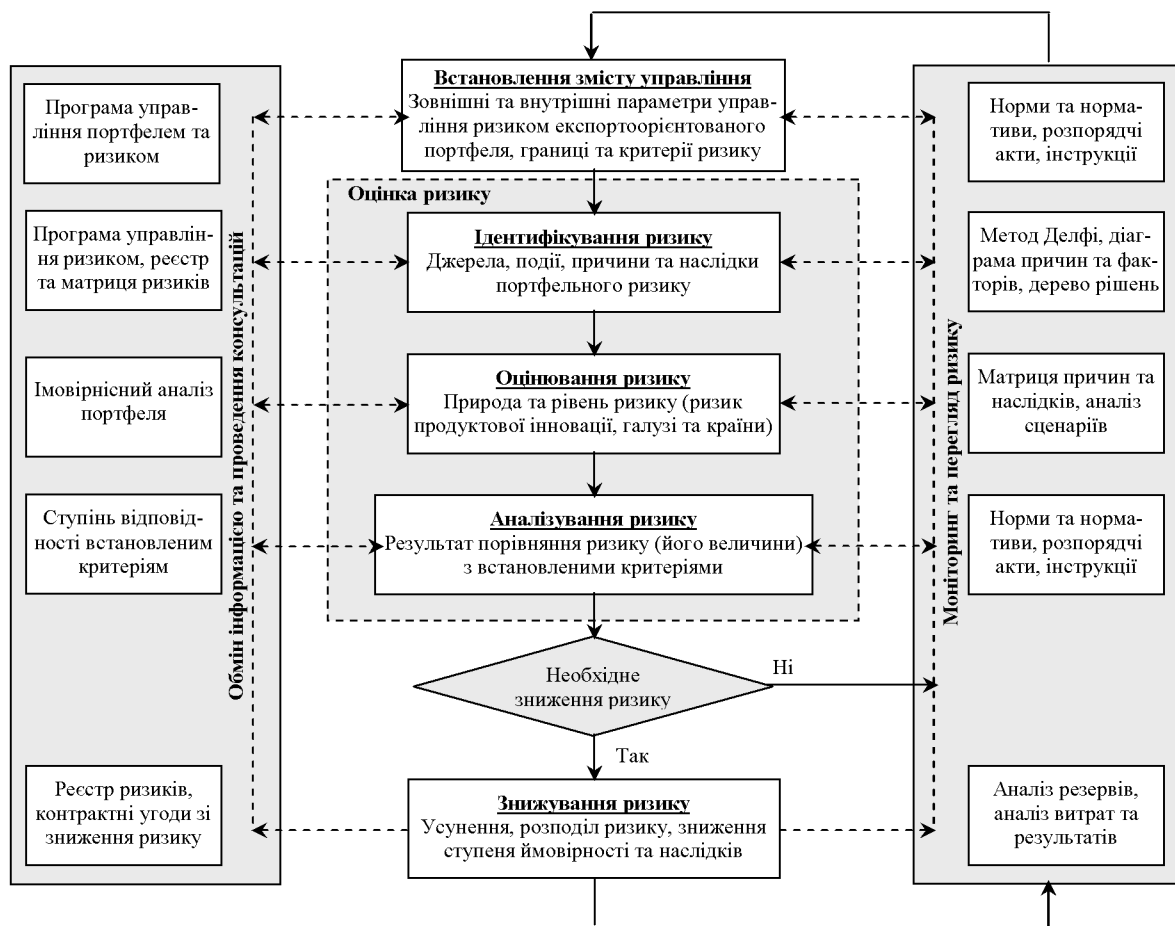 Встановлення змісту управління
Зовнішні та внутрішні параметри управ-
ління ризиком експортоорієнтованого
портфеля, границі та критерії ризику
Програма управ-
ління портфелем та
ризиком
Норми та норма-
тиви, розпорядчі
акти, інструкції
Оцінка ризику
Програма управлін-
ня ризиком, реєстр
та матриця ризиків
Ідентифікування ризику
Джерела, події, причини та наслідки
портфельного ризику
Метод Делфі, діаг-
рама причин та фак-
торів, дерево рішень
Обмін інформацією та проведення консультацій
Моніторинг та перегляд ризику
Імовірнісний аналіз
портфеля
Оцінювання ризику
Природа та рівень ризику (ризик
продуктової інновації, галузі та країни)
Матриця причин та
наслідків, аналіз
сценаріїв
Ступінь відповід-
ності встановленим
критеріям
Аналізування ризику
Результат порівняння ризику (його величини)
з встановленими критеріями
Норми та норма-
тиви, розпорядчі
акти, інструкції
Необхідне
зниження ризику
Ні
Так
Реєстр ризиків,
контрактні угоди зі
зниження ризику
Знижування ризику
Усунення, розподіл ризику, зниження
ступеня ймовірності та наслідків
Аналіз резервів,
аналіз витрат та
результатів